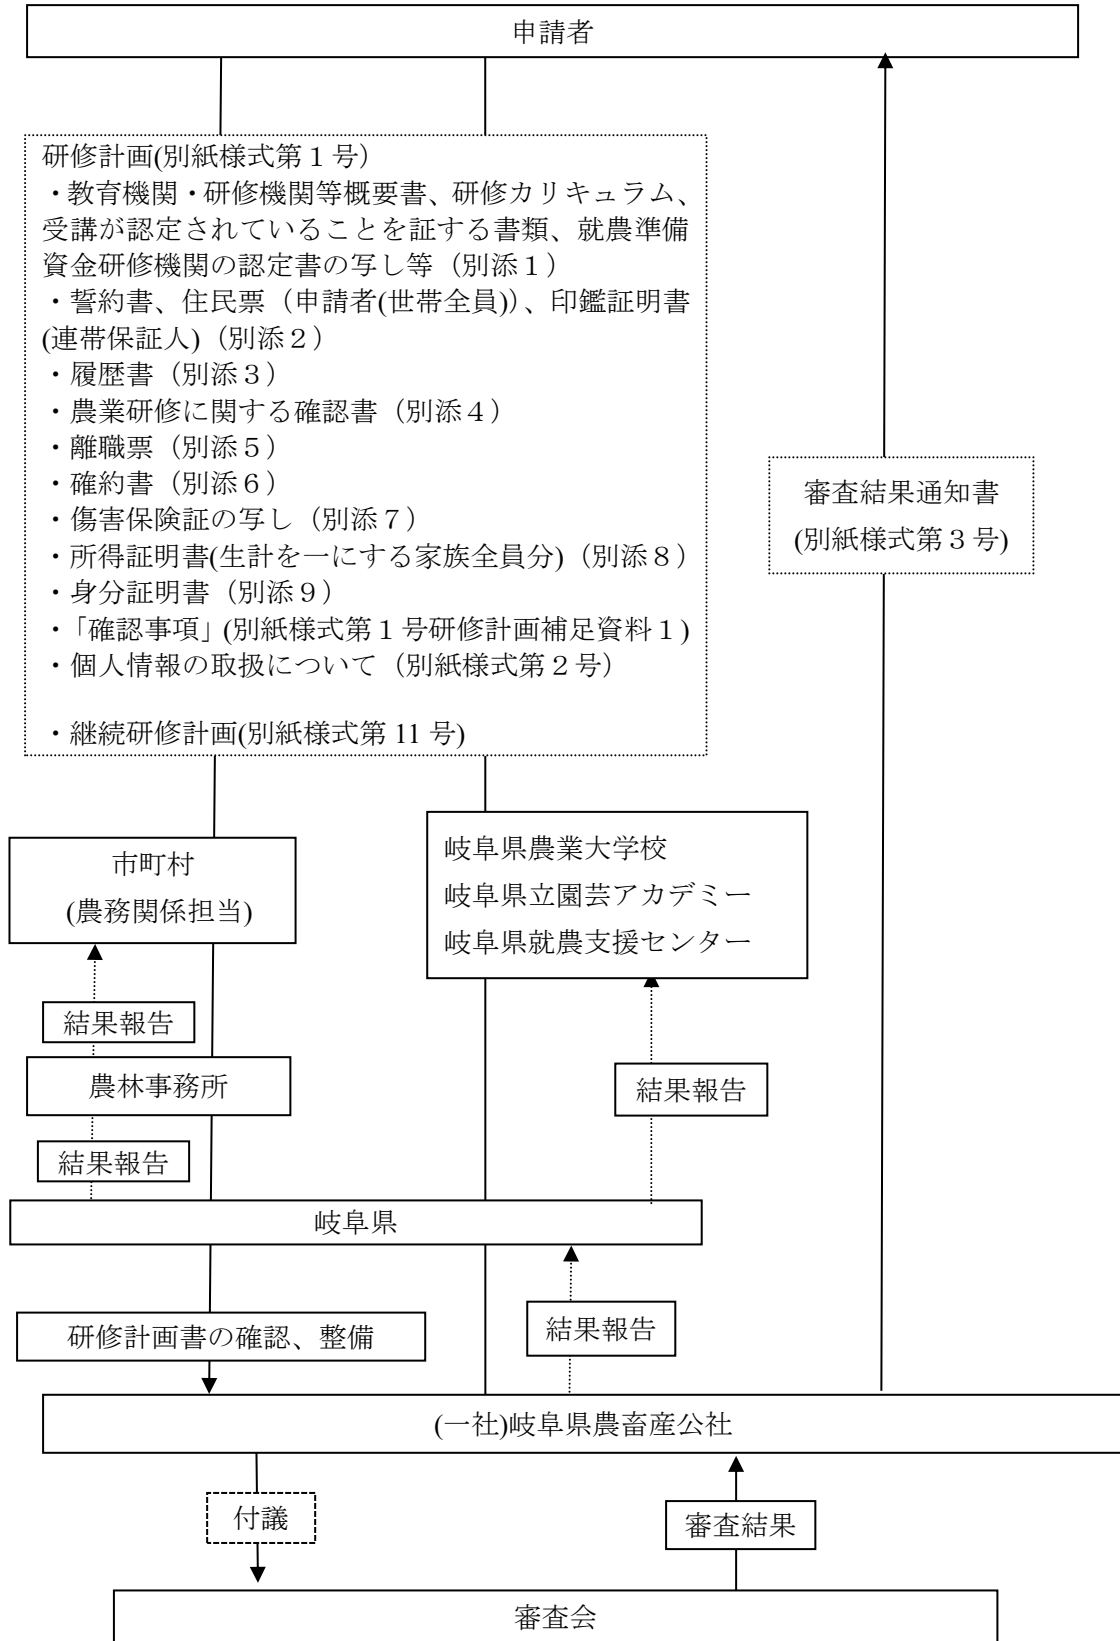 申請者
研修計画(別紙様式第１号）
・教育機関・研修機関等概要書、研修カリキュラム、
受講が認定されていることを証する書類、就農準備
資金研修機関の認定書の写し等（別添１）
・誓約書、住民票（申請者(世帯全員)）、印鑑証明書
(連帯保証人)（別添２）
・履歴書（別添３）
・農業研修に関する確認書（別添４）
・離職票（別添５）
・確約書（別添６）
・傷害保険証の写し（別添７）
・所得証明書(生計を一にする家族全員分)（別添８）
・身分証明書（別添９）
・「確認事項」(別紙様式第１号研修計画補足資料１)
・個人情報の取扱について（別紙様式第２号）
・継続研修計画(別紙様式第 11 号)
審査結果通知書
(別紙様式第３号)
市町村
(農務関係担当)
岐阜県農業大学校
岐阜県立園芸アカデミー
岐阜県就農支援センター
結果報告
農林事務所
結果報告
結果報告
岐阜県
研修計画書の確認、整備
結果報告
(一社)岐阜県農畜産公社
付議
審査結果
審査会